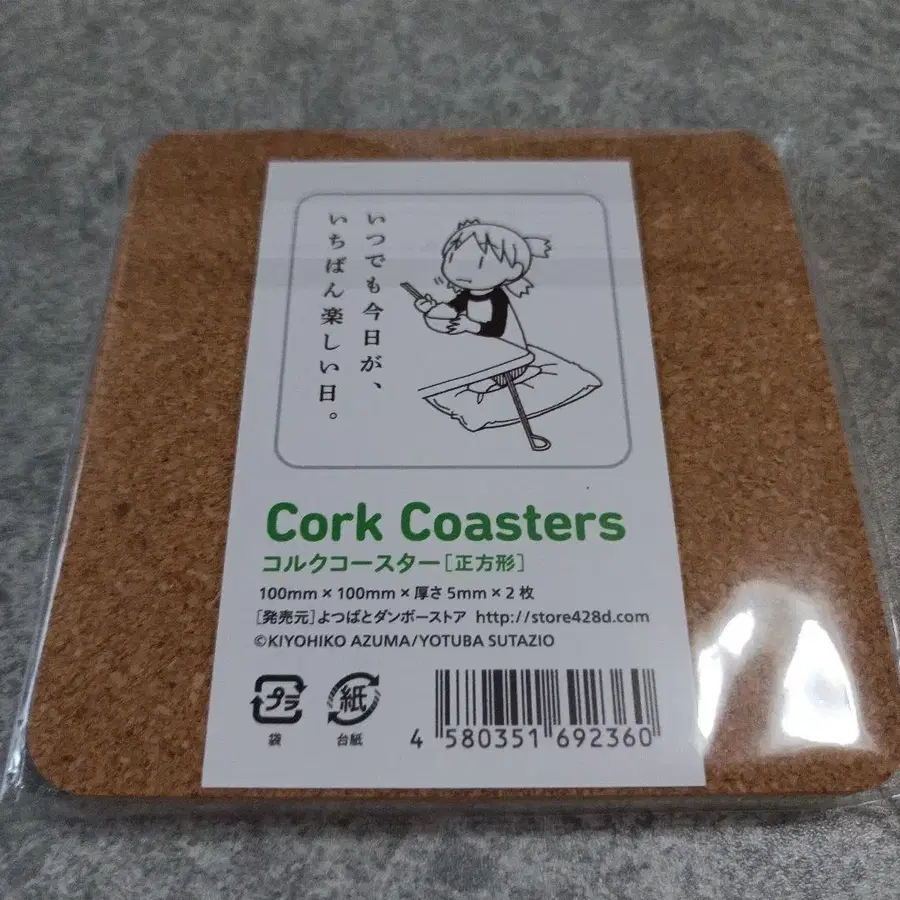 いつでも今日が、
いちばん楽しい日。
Cork Coasters
コルクコースター［正方形］
100mm × 100mm × 厚さ 5mm × 2 枚
［発売元］よつばとダンボーストア http://store428d.com
©KIYOHIKO AZUMA/YOTUBA SUTAZIO
プラ
袋
紙
台紙
4 580351 692360